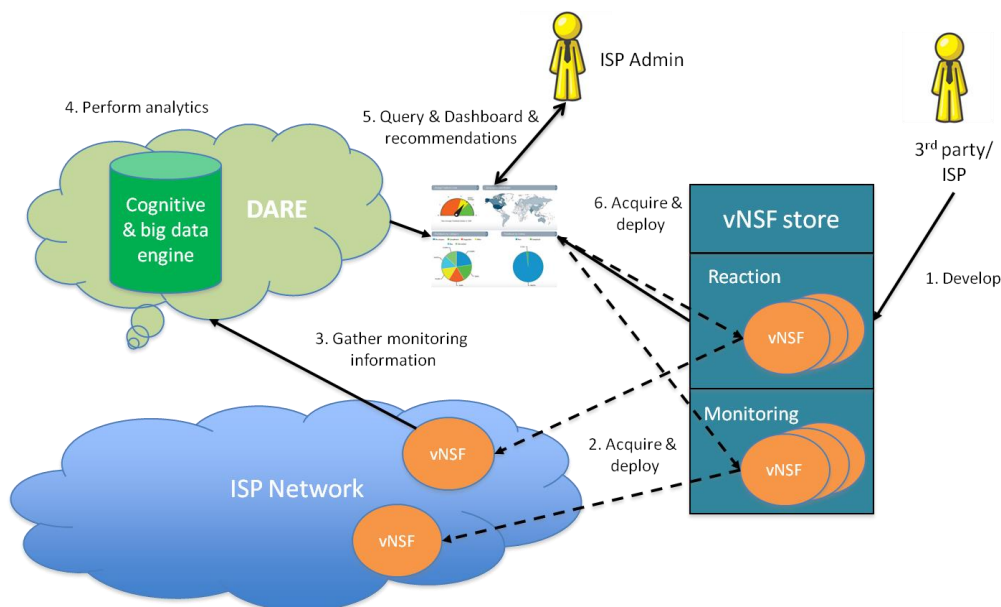 ISP Admin
4. Perform analytics
5. Query & Dashboard &
recommendations
3rd party/
ISP
Cognitive
& big data
engine
DARE
6. Acquire &
deploy
vNSF store
Reaction
1. Develop
vNSF
3. Gather monitoring
information
Monitoring
vNSF
2. Acquire &
deploy
vNSF
ISP Network
vNSF